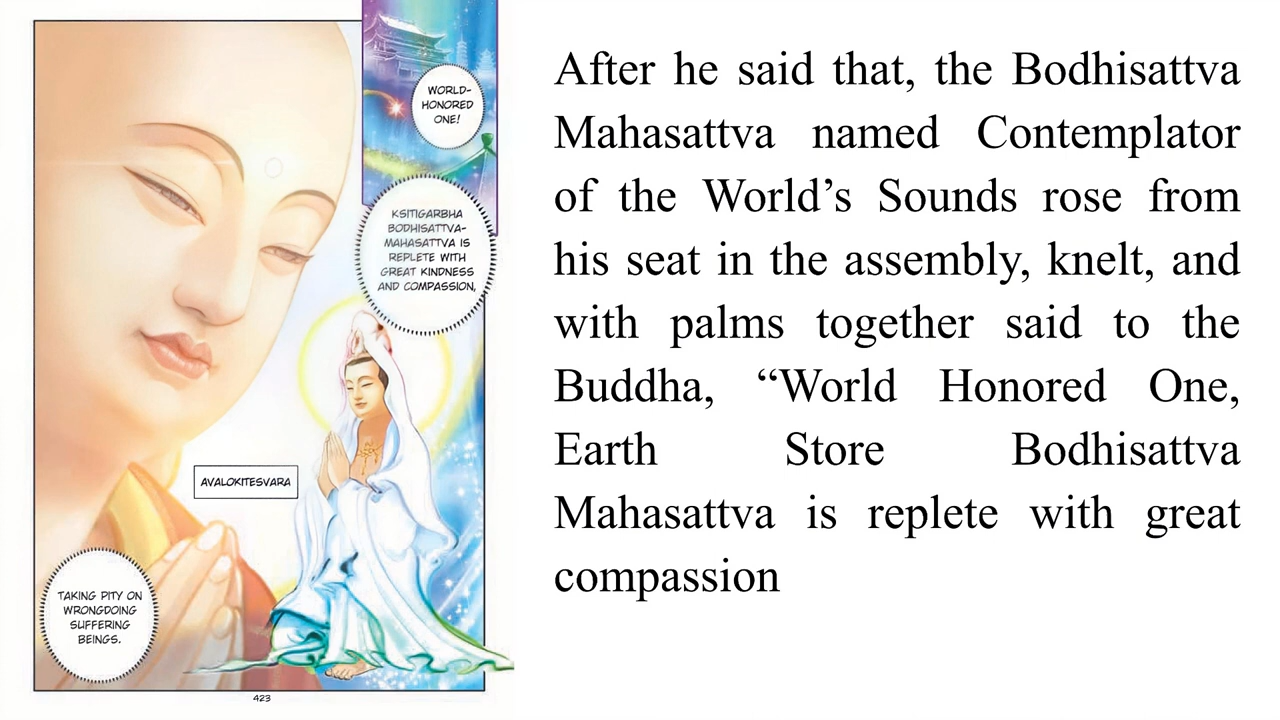 WORLD-
HONORED
ONE!
KSITIGARBHA
BODHISATTVA-
MAHASATTVA IS
REPLETE WITH
GREAT KINDNESS
AND COMPASSION,
AVALOKITESVARA
TAKING PITY ON
WRONGDOING
SUFFERING
BEINGS.
423
After he said that, the Bodhisattva
Mahasattva named Contemplator
of the World’s Sounds rose from
his seat in the assembly, knelt, and
with palms together said to the
Buddha, “World Honored One,
Earth Store Bodhisattva
Mahasattva is replete with great
compassion